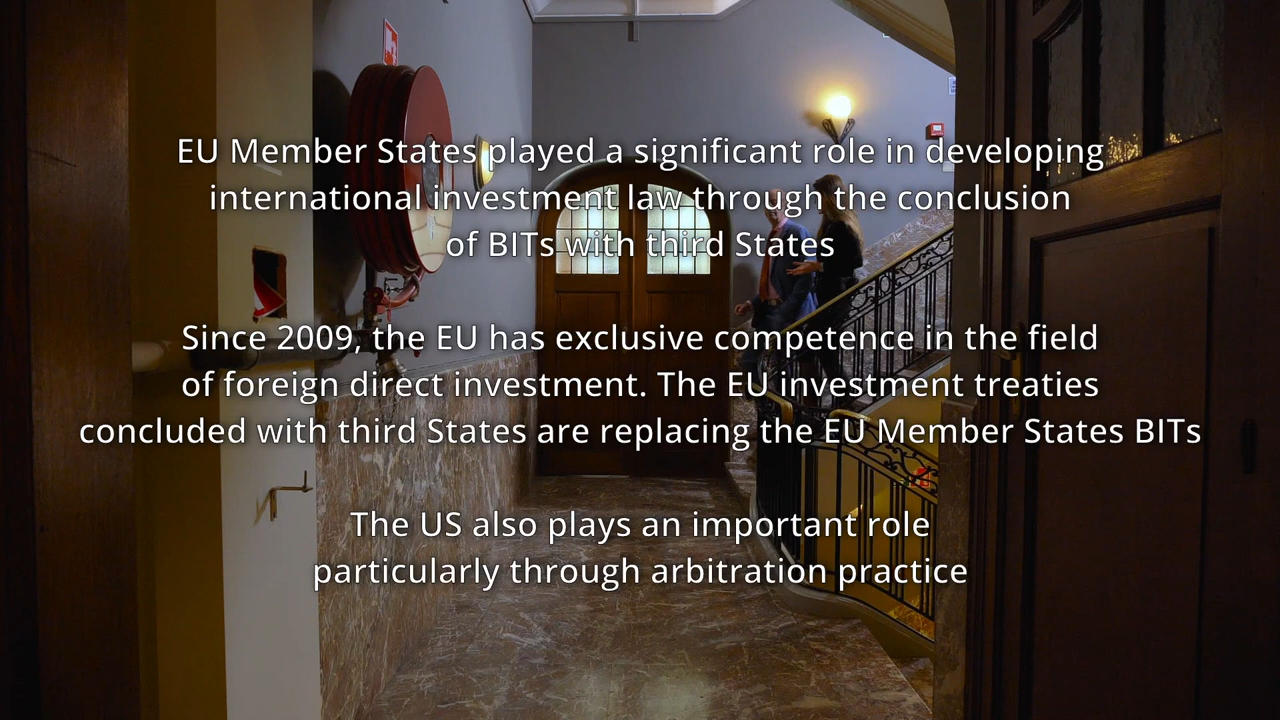 EU Member States played a significant role in developing
international investment law through the conclusion
of BITs with third States
Since 2009, the EU has exclusive competence in the field
of foreign direct investment. The EU investment treaties
concluded with third States are replacing the EU Member States BITs
The US also plays an important role
particularly through arbitration practice